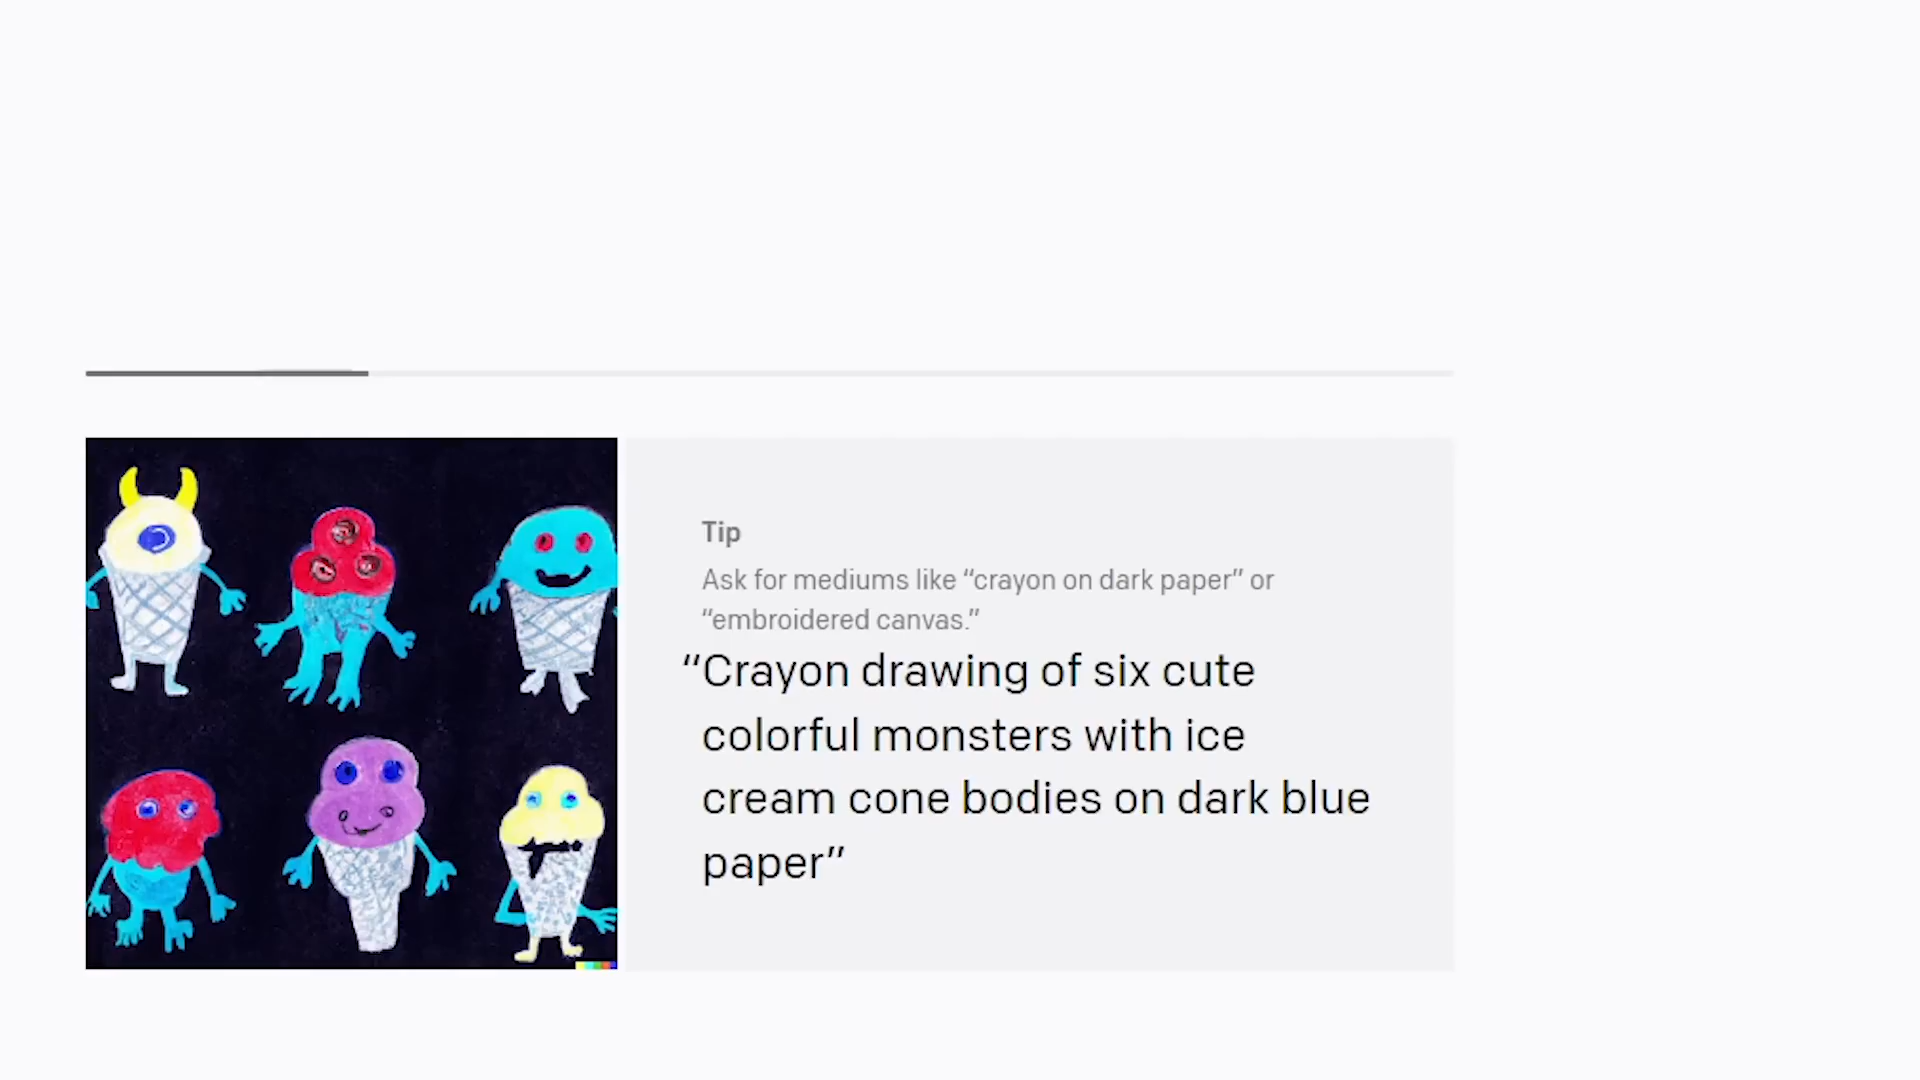 Tip
Ask for mediums like “crayon on dark paper” or
“embroidered canvas.”
“Crayon drawing of six cute
colorful monsters with ice
cream cone bodies on dark blue
paper”